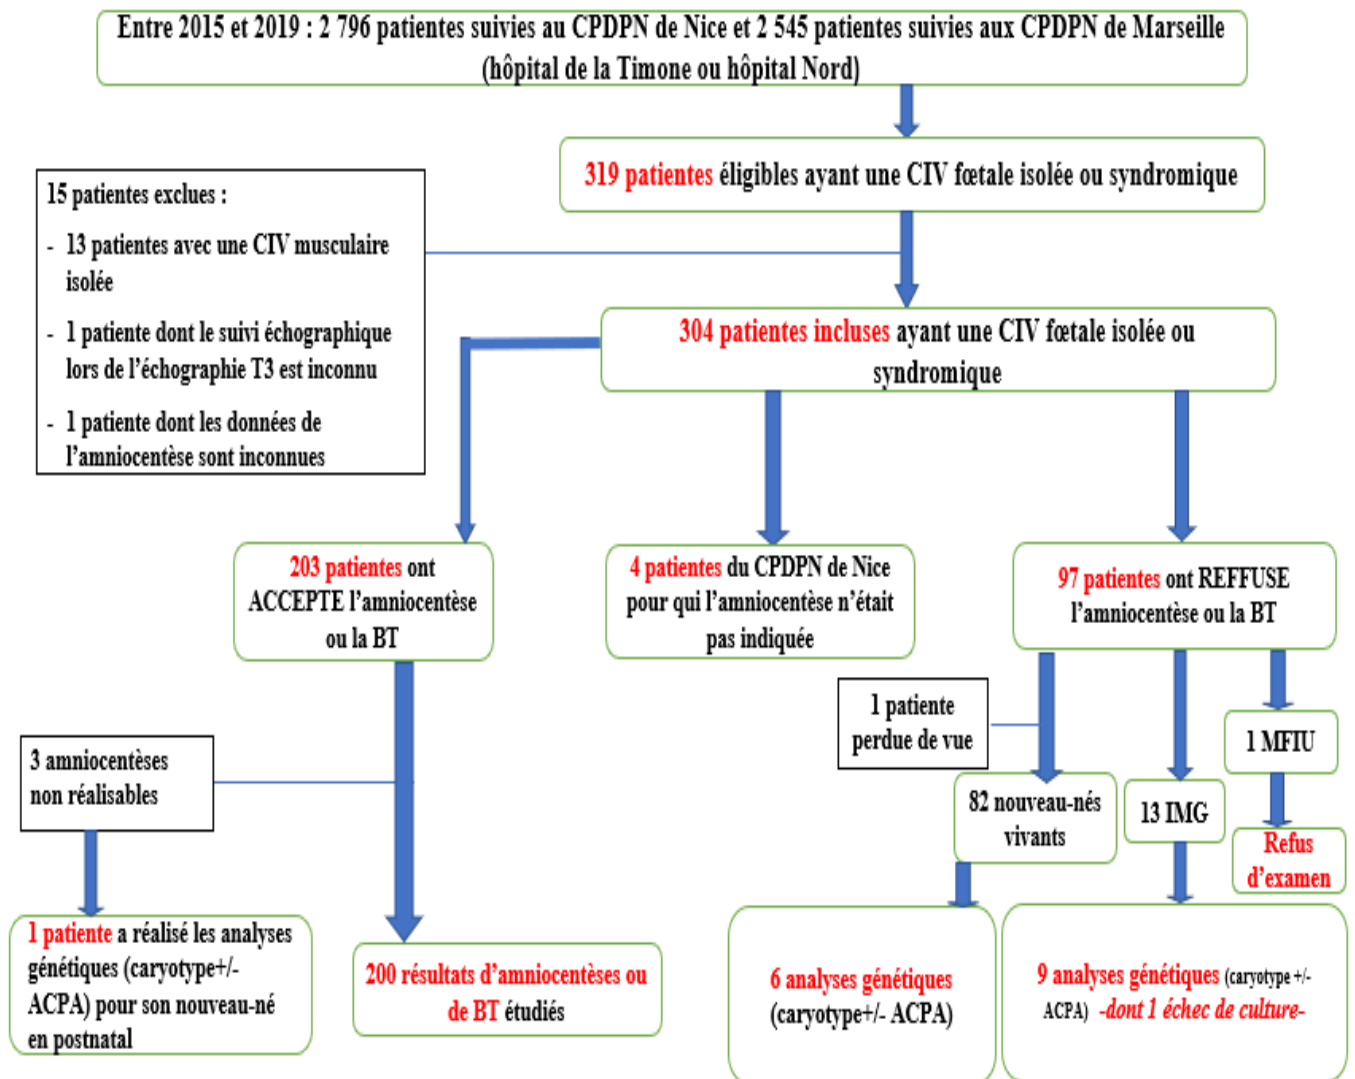 Entre 2015 et 2019 : 2 796 patientes suivies au CPDPN de Nice et 2 545 patientes suivies aux CPDPN de Marseille
(hôpital de la Timone ou hôpital Nord)
319 patientes éligibles ayant une CIV fœtale isolée ou syndromique
15 patientes exclues :
- 13 patientes avec une CIV musculaire
isolée
- 1 patiente dont le suivi échographique
lors de l’échographie T3 est inconnu
- 1 patiente dont les données de
l’amniocentèse sont inconnues
304 patientes incluses ayant une CIV fœtale isolée ou
syndromique
203 patientes ont
ACCEPTE l’amniocentèse
ou la BT
4 patientes du CPDPN de Nice
pour qui l’amniocentèse n’était
pas indiquée
97 patientes ont REFFUSE
l’amniocentèse ou la BT
1 patiente
perdue de vue
1 MFIU
3 amniocentèses
non réalisables
82 nouveau-nés
vivants
13 IMG
Refus
d’examen
1 patiente a réalisé les analyses
génétiques (caryotype+/-
ACPA) pour son nouveau-né
en postnatal
200 résultats d’amniocentèses ou
de BT étudiés
6 analyses génétiques
(caryotype+/- ACPA)
9 analyses génétiques (caryotype +/-
ACPA) -dont 1 échec de culture-